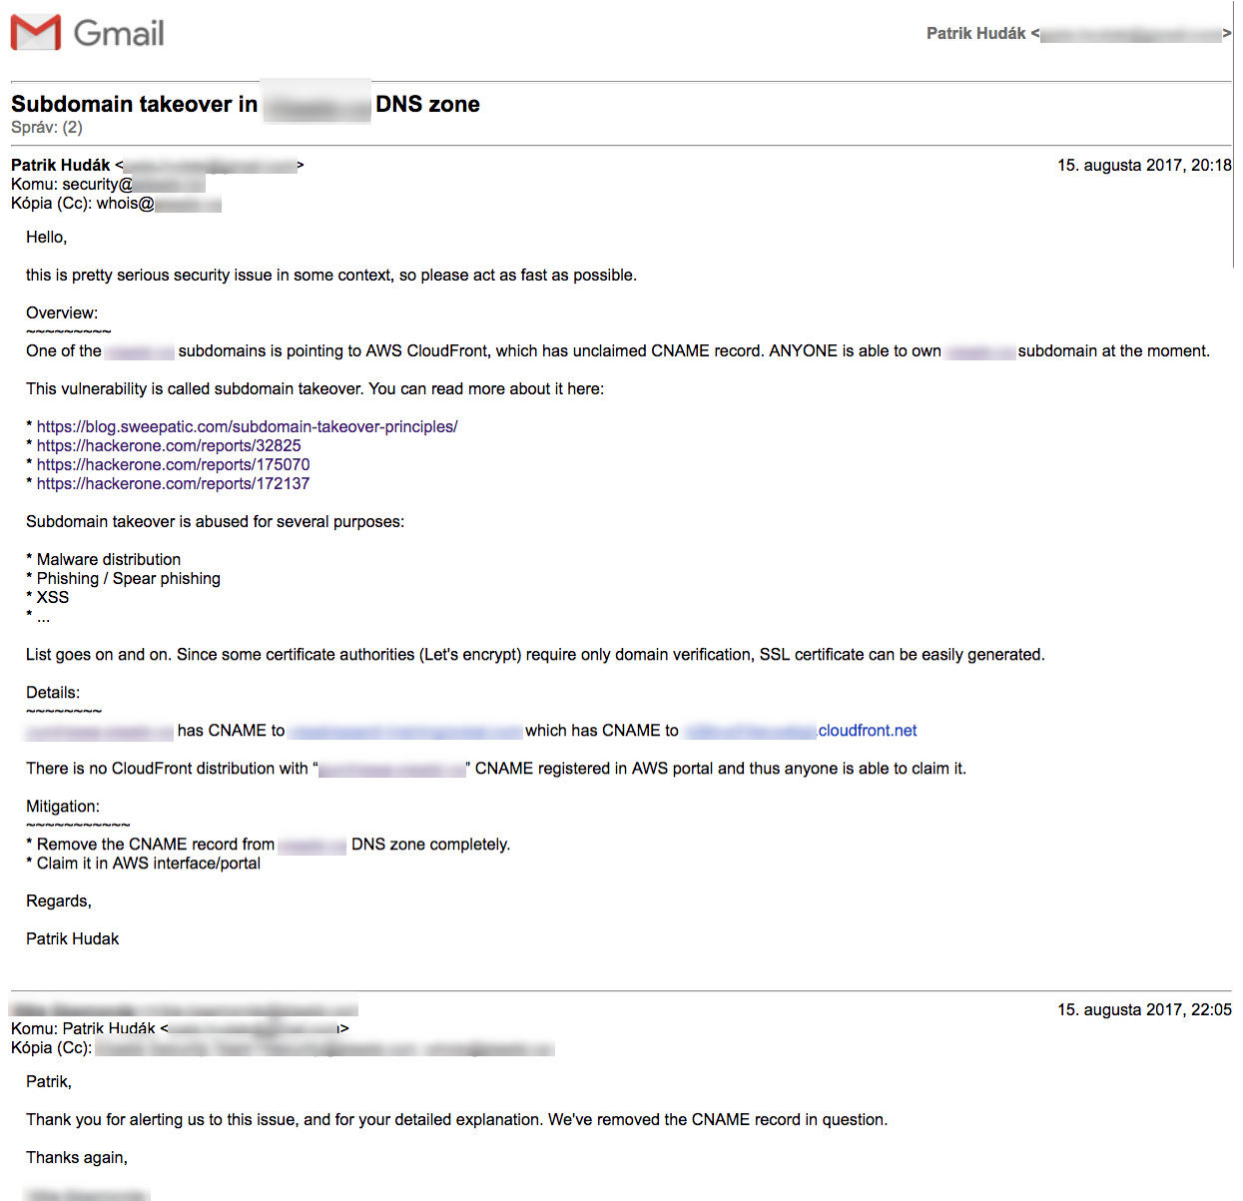 Gmail
Patrik Hudák < >
Subdomain takeover in DNS zone
Správ: (2)
Patrik Hudák < >
15. augusta 2017, 20:18
Komu: security@
Kópia (Cc): whois@
Hello,
this is pretty serious security issue in some context, so please act as fast as possible.
Overview:
~~~~~~~~~
One of the subdomains is pointing to AWS CloudFront, which has unclaimed CNAME record. ANYONE is able to own subdomain at the moment.
This vulnerability is called subdomain takeover. You can read more about it here:
* https://blog.sweepatic.com/subdomain-takeover-principles/
* https://hackerone.com/reports/32825
* https://hackerone.com/reports/175070
* https://hackerone.com/reports/172137
Subdomain takeover is abused for several purposes:
* Malware distribution
* Phishing / Spear phishing
* XSS
* ...
List goes on and on. Since some certificate authorities (Let's encrypt) require only domain verification, SSL certificate can be easily generated.
Details:
~~~~~~~~
has CNAME to which has CNAME to .cloudfront.net
There is no CloudFront distribution with “ ” CNAME registered in AWS portal and thus anyone is able to claim it.
Mitigation:
~~~~~~~~~~~
* Remove the CNAME record from DNS zone completely.
* Claim it in AWS interface/portal
Regards,
Patrik Hudak
15. augusta 2017, 22:05
Komu: Patrik Hudák < >
Kópia (Cc):
Patrik,
Thank you for alerting us to this issue, and for your detailed explanation. We've removed the CNAME record in question.
Thanks again,